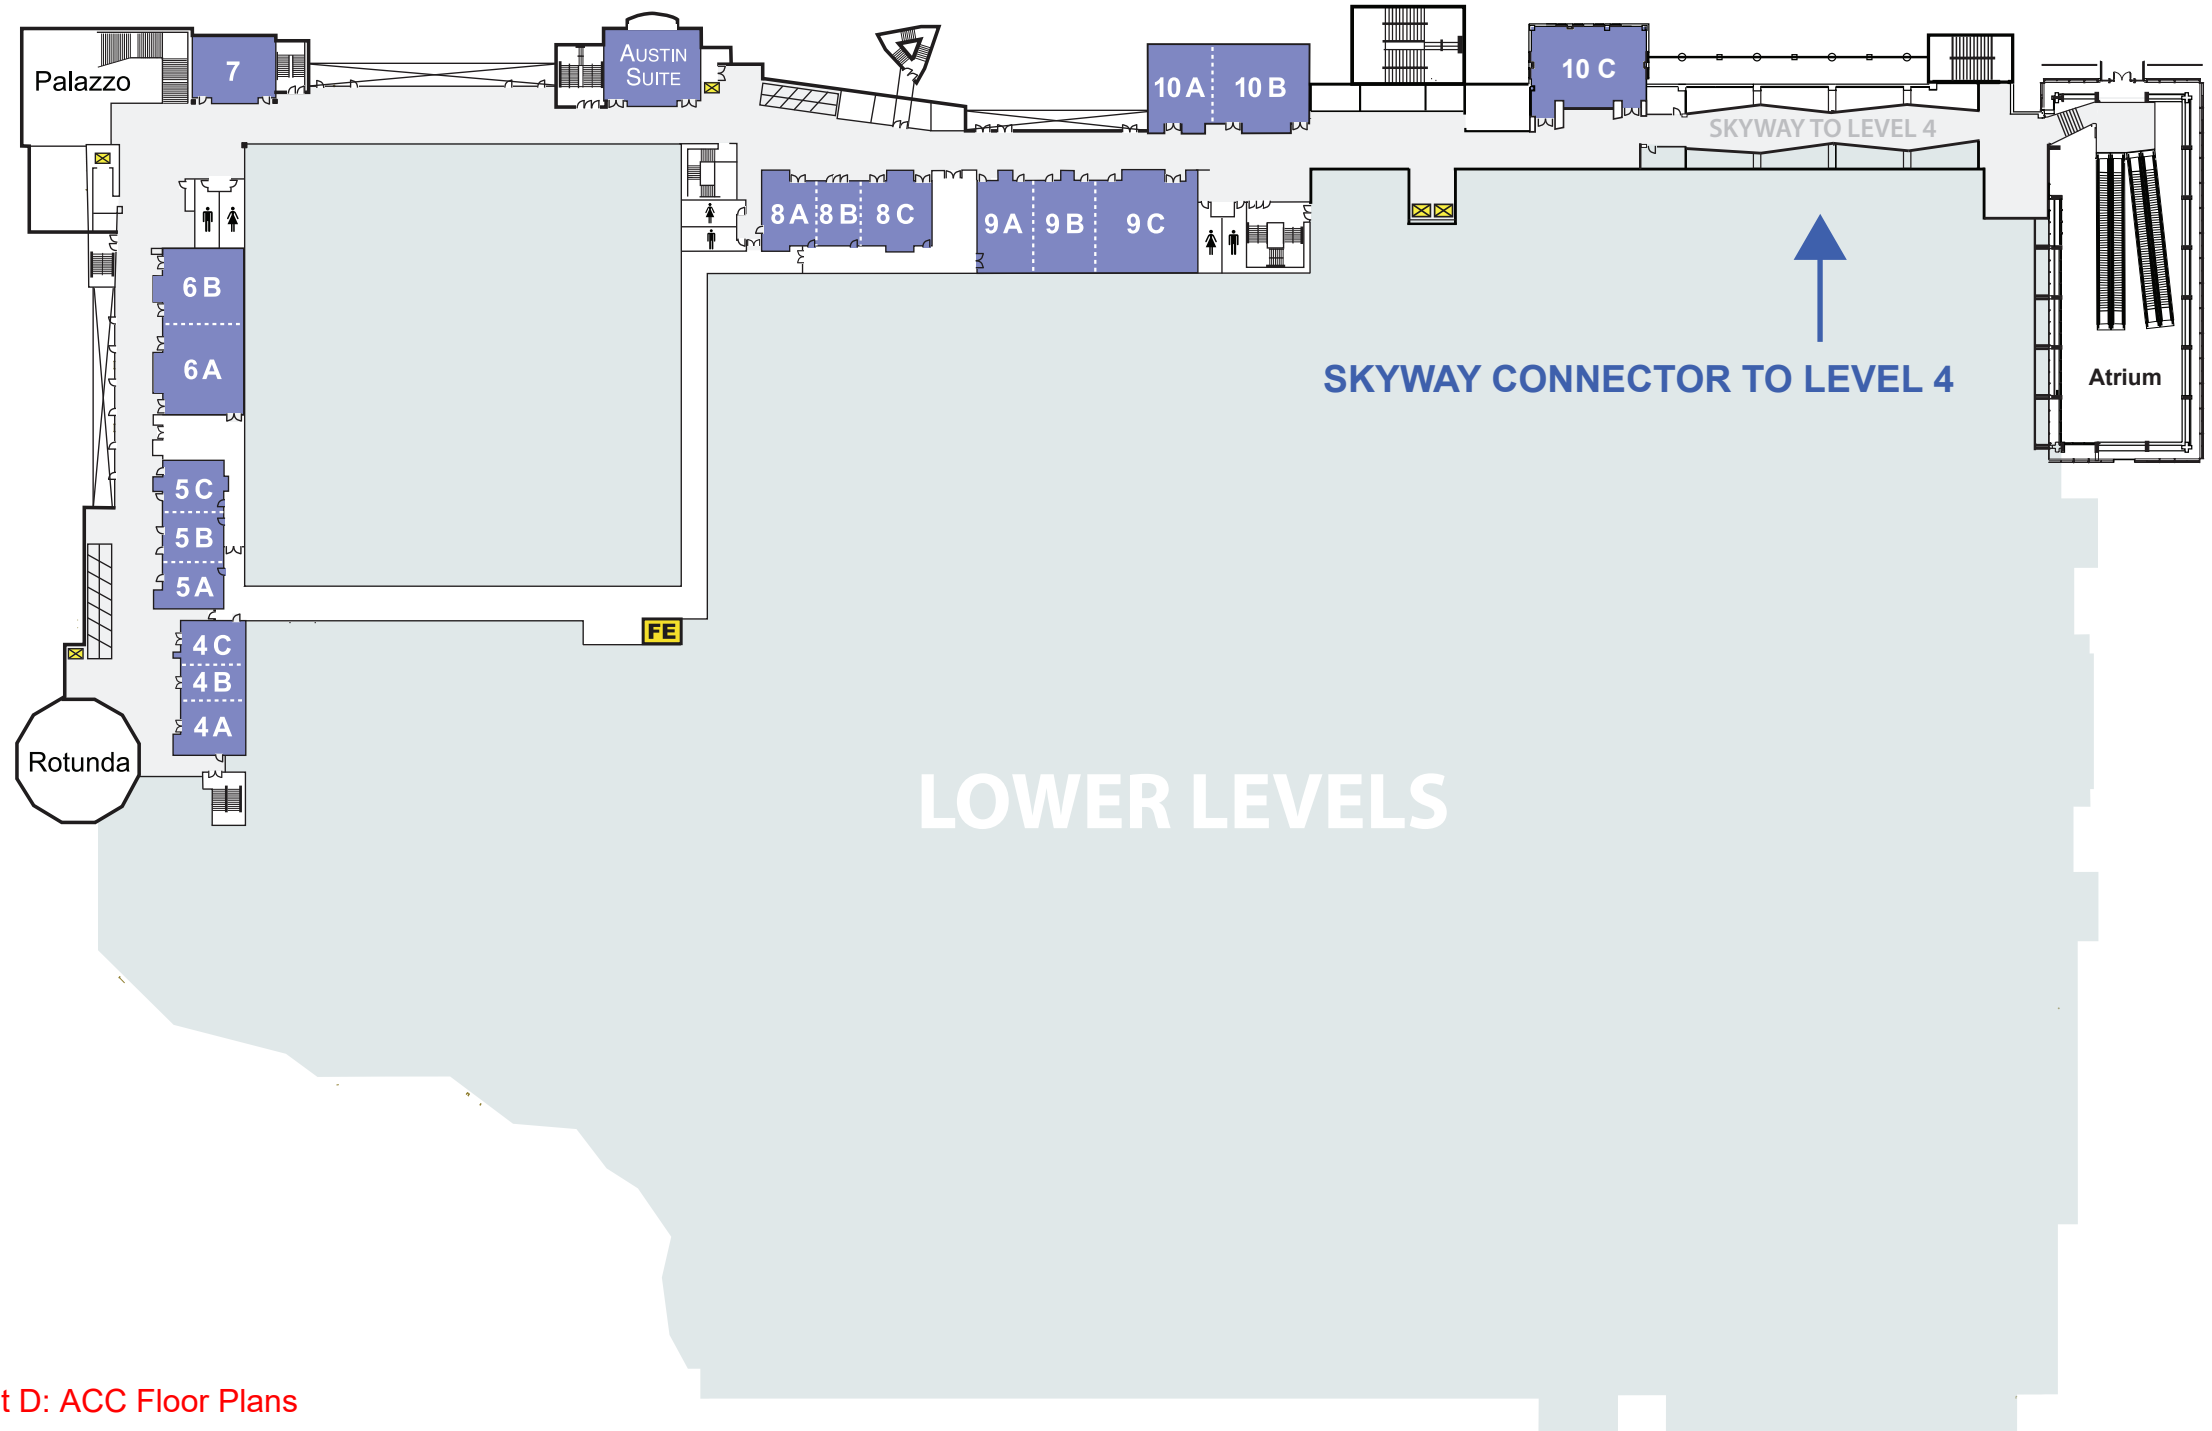 Palazzo
7
AUSTIN
SUITE
10 A
10 B
10 C
SKYWAY TO LEVEL 4
8 A
8 B
8 C
9 A
9 B
9 C
6 B
6 A
SKYWAY CONNECTOR TO LEVEL 4
Atrium
5 C
5 B
5 A
FE
4 C
4 B
4 A
Rotunda
LOWER LEVELS
t D: ACC Floor Plans